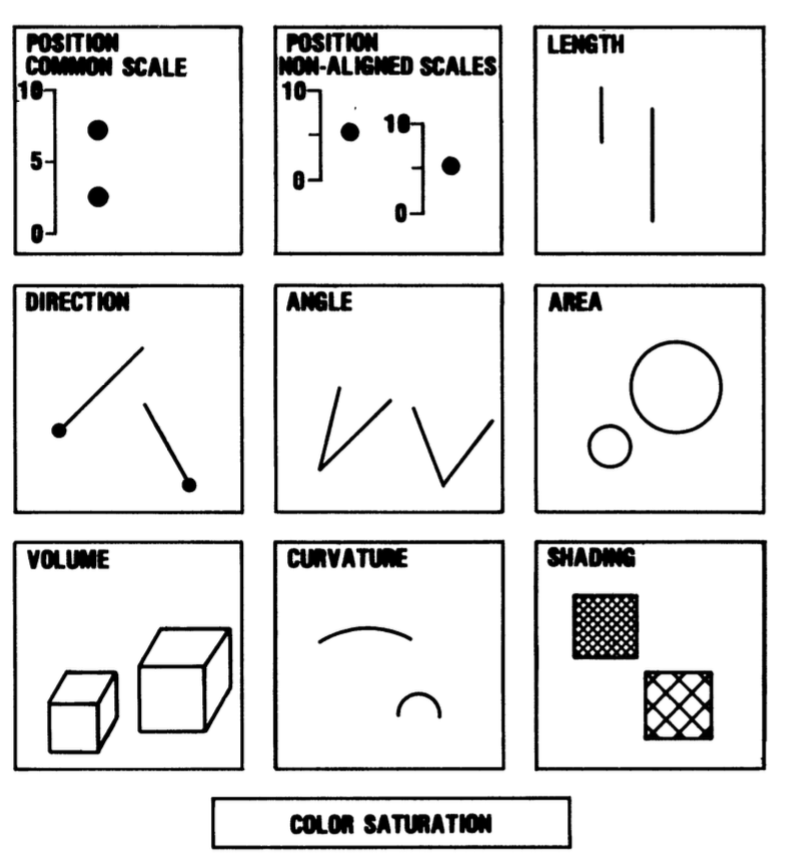 POSITION
COMMON SCALE
10
5
0
POSITION
NON-ALIGNED SCALES
10
0
10
0
LENGTH
DIRECTION
ANGLE
AREA
VOLUME
CURVATURE
SHADING
COLOR SATURATION